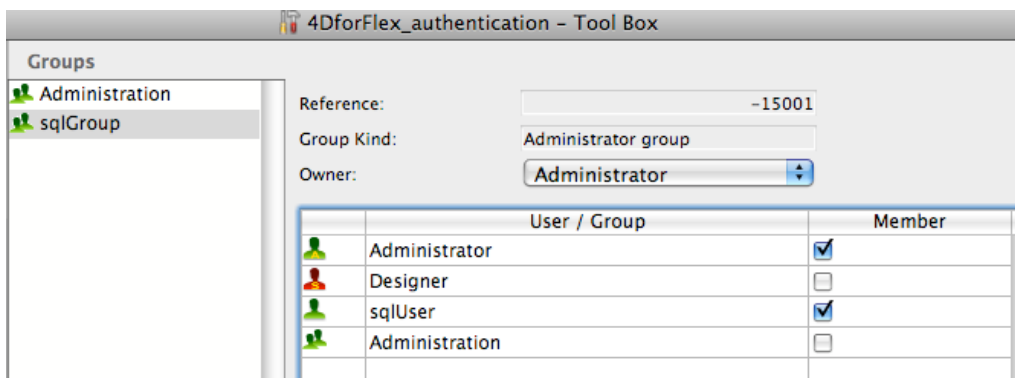 4DforFlex_authentication – Tool Box
Groups
Administration
sqlGroup
Reference: -15001
Group Kind: Administrator group
Owner: Administrator
User / Group Member
Administrator
Designer
sqlUser
Administration